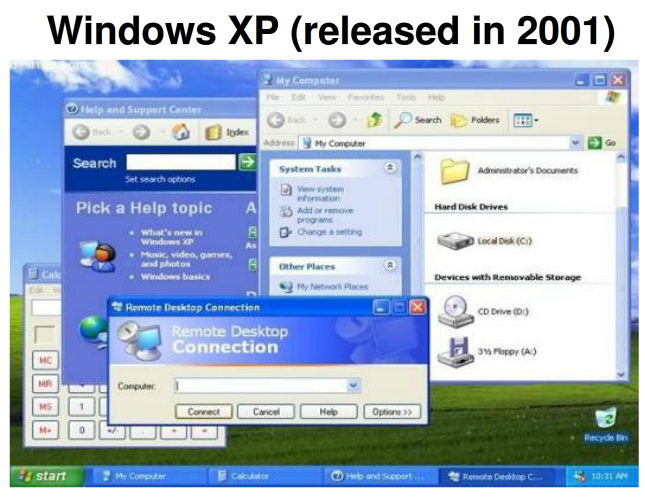 Windows XP (released in 2001)
My Computer
File Edit View Favorites Tools Help
Back Search Folders
Address My Computer Go
System Tasks
View system
information
Add or remove
programs
Change a setting
Other Places
My Network Places
Administrator's Documents
Hard Disk Drives
Local Disk (C:)
Devices with Removable Storage
CD Drive (D:)
3½ Floppy (A:)
Help and Support Center
Back Index
Search
Set search options
Pick a Help topic
What's new in
Windows XP
Music, video, games,
and photos
Windows basics
A
As
Calc
Edit
MC
MR
MS 1
M+ 0 +/- . + =
Remote Desktop Connection
Remote Desktop
Connection
Computer:
Connect Cancel Help Options >>
Recycle Bin
start My Computer Calculator Help and Support ... Remote Desktop C... 10:31 AM